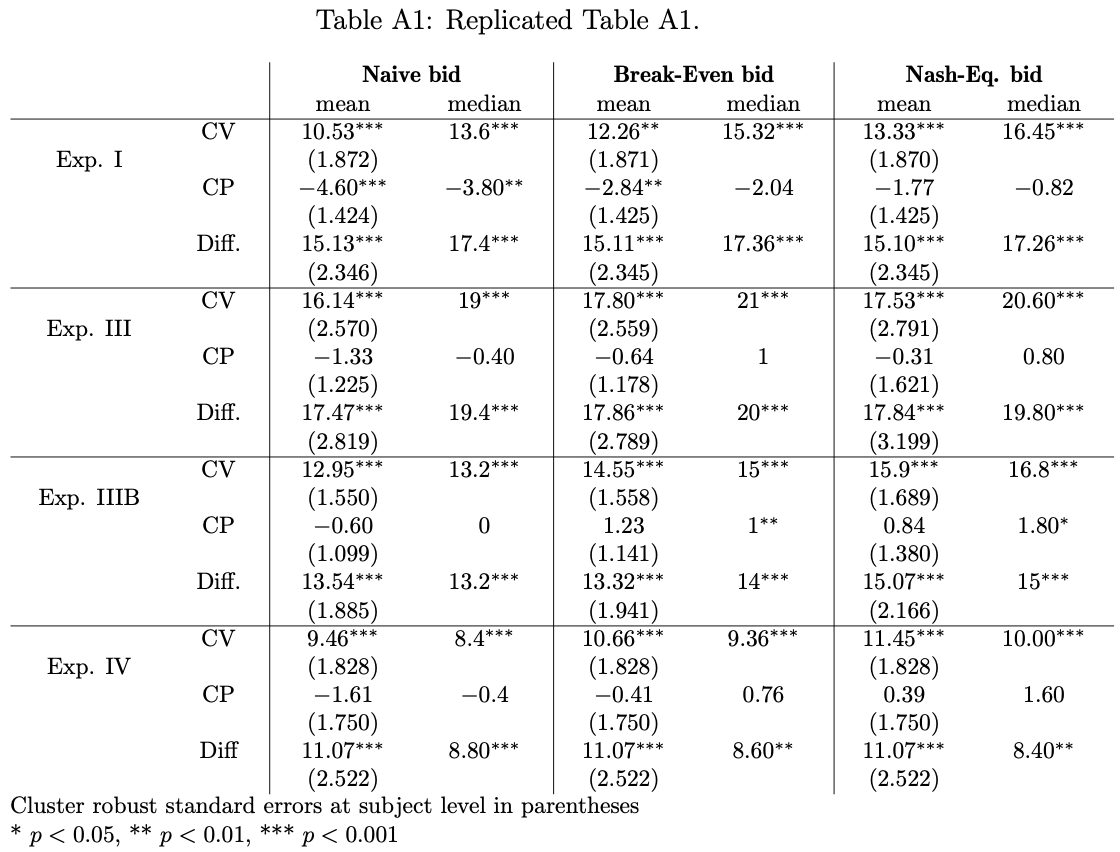 Table A1: Replicated Table A1.
Naive bid Break-Even bid Nash-Eq. bid
mean median mean median mean median
CV 10.53*** 13.6*** 12.26** 15.32*** 13.33*** 16.45***
Exp. I (1.872) (1.871) (1.870)
CP −4.60*** −3.80** −2.84** −2.04 −1.77 −0.82
(1.424) (1.425) (1.425)
Diff. 15.13*** 17.4*** 15.11*** 17.36*** 15.10*** 17.26***
(2.346) (2.345) (2.345)
CV 16.14*** 19*** 17.80*** 21*** 17.53*** 20.60***
Exp. III (2.570) (2.559) (2.791)
CP −1.33 −0.40 −0.64 1 −0.31 0.80
(1.225) (1.178) (1.621)
Diff. 17.47*** 19.4*** 17.86*** 20*** 17.84*** 19.80***
(2.819) (2.789) (3.199)
CV 12.95*** 13.2*** 14.55*** 15*** 15.9*** 16.8***
Exp. IIIB (1.550) (1.558) (1.689)
CP −0.60 0 1.23 1** 0.84 1.80*
(1.099) (1.141) (1.380)
Diff. 13.54*** 13.2*** 13.32*** 14*** 15.07*** 15***
(1.885) (1.941) (2.166)
CV 9.46*** 8.4*** 10.66*** 9.36*** 11.45*** 10.00***
Exp. IV (1.828) (1.828) (1.828)
CP −1.61 −0.4 −0.41 0.76 0.39 1.60
(1.750) (1.750) (1.750)
Diff 11.07*** 8.80*** 11.07*** 8.60** 11.07*** 8.40**
(2.522) (2.522) (2.522)
Cluster robust standard errors at subject level in parentheses
* p < 0.05, ** p < 0.01, *** p < 0.001